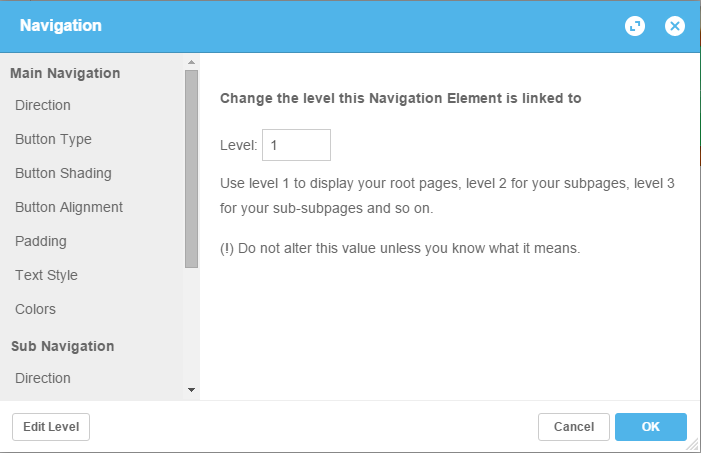 Navigation
Main Navigation
Direction
Button Type
Button Shading
Button Alignment
Padding
Text Style
Colors
Sub Navigation
Direction
Change the level this Navigation Element is linked to
Level: 1
Use level 1 to display your root pages, level 2 for your subpages, level 3
for your sub-subpages and so on.
(!) Do not alter this value unless you know what it means.
Edit Level
Cancel
OK